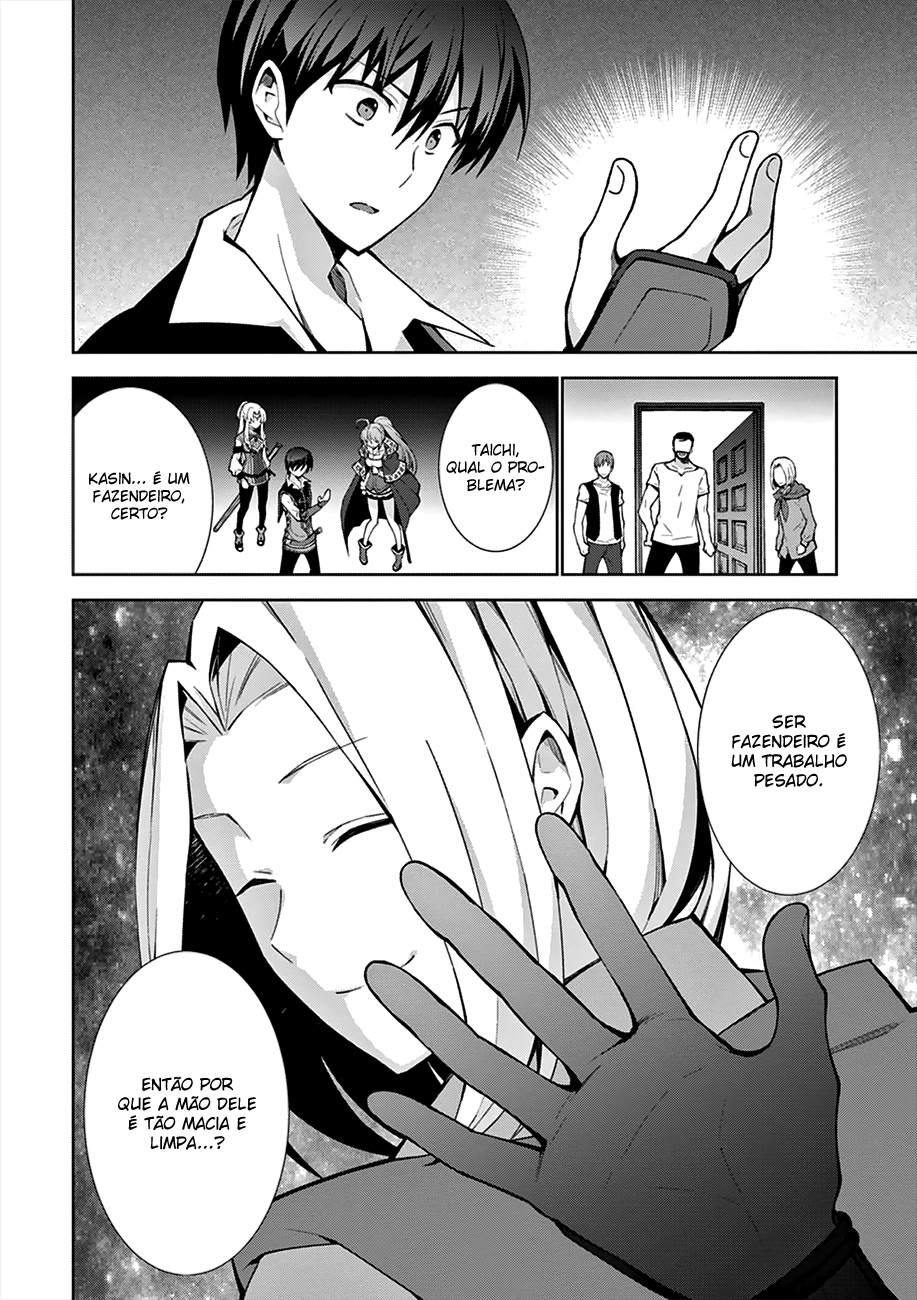 TAICHI,
QUAL O PRO-
BLEMA?
KASIN... É UM
FAZENDEIRO,
CERTO?
SER
FAZENDEIRO É
UM TRABALHO
PESADO.
ENTÃO POR
QUE A MÃO DELE
É TÃO MACIA E
LIMPA...?